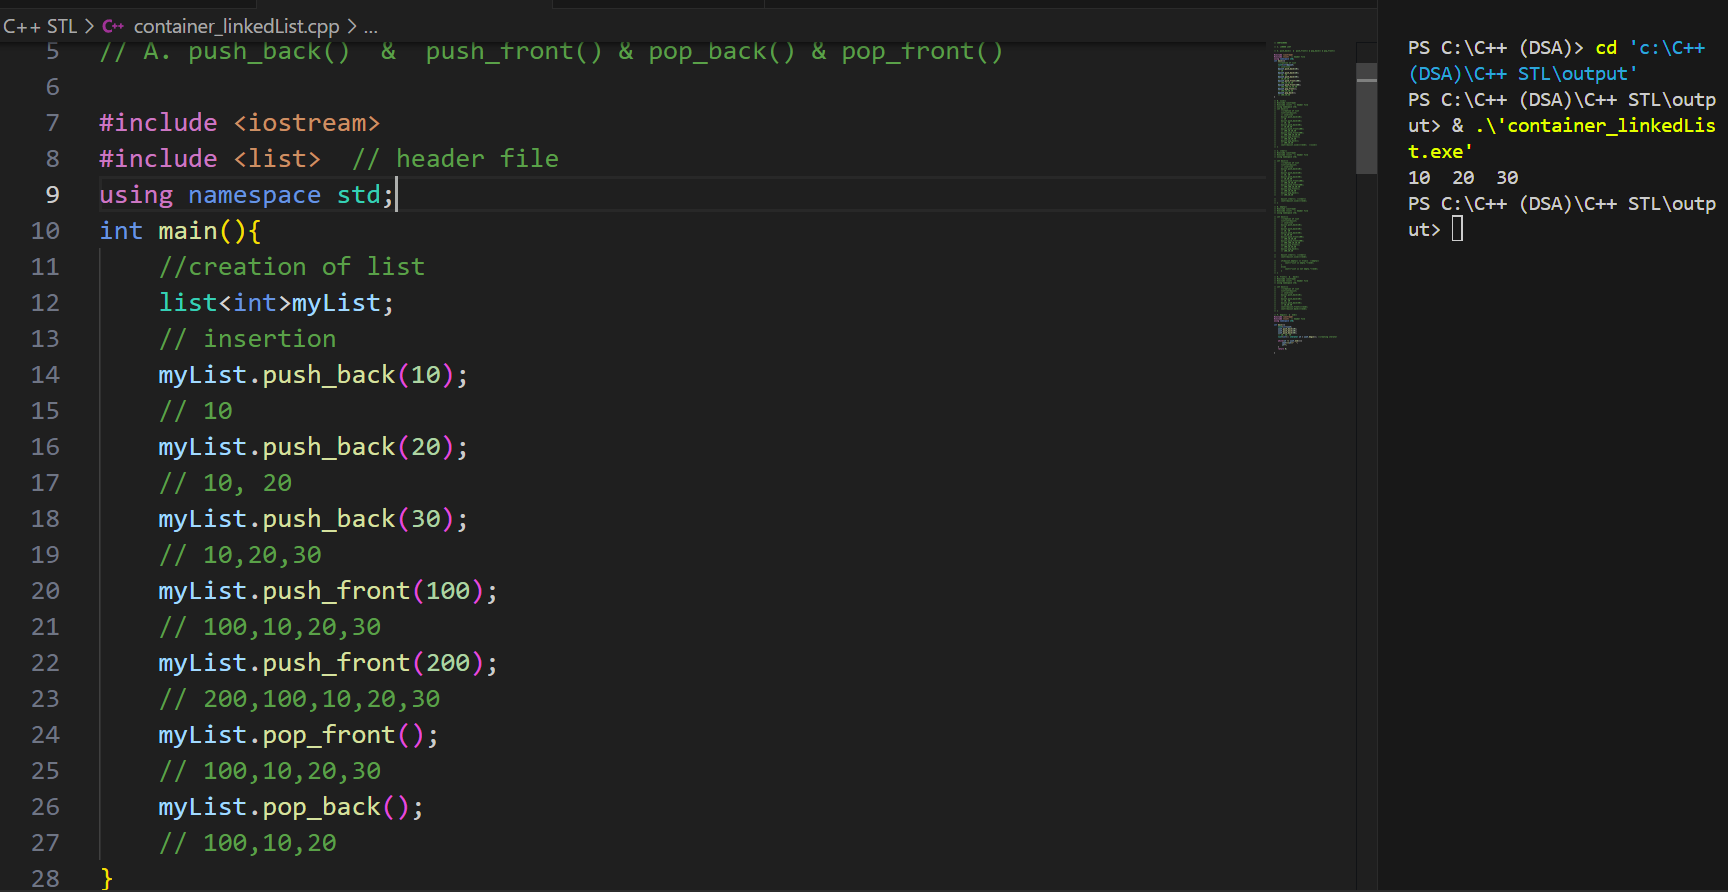 C++ STL > C++ container_linkedList.cpp > ...
5 // A. push_back()  &  push_front() & pop_back() & pop_front()
6
7 #include <iostream>
8 #include <list>  // header file
9 using namespace std;
10 int main(){
11     //creation of list
12     list<int>myList;
13     // insertion
14     myList.push_back(10);
15     // 10
16     myList.push_back(20);
17     // 10, 20
18     myList.push_back(30);
19     // 10,20,30
20     myList.push_front(100);
21     // 100,10,20,30
22     myList.push_front(200);
23     // 200,100,10,20,30
24     myList.pop_front();
25     // 100,10,20,30
26     myList.pop_back();
27     // 100,10,20
28 }
PS C:\C++ (DSA)> cd 'c:\C++
(DSA)\C++ STL\output'
PS C:\C++ (DSA)\C++ STL\outp
ut> & .\'container_linkedLis
t.exe'
10  20  30
PS C:\C++ (DSA)\C++ STL\outp
ut>